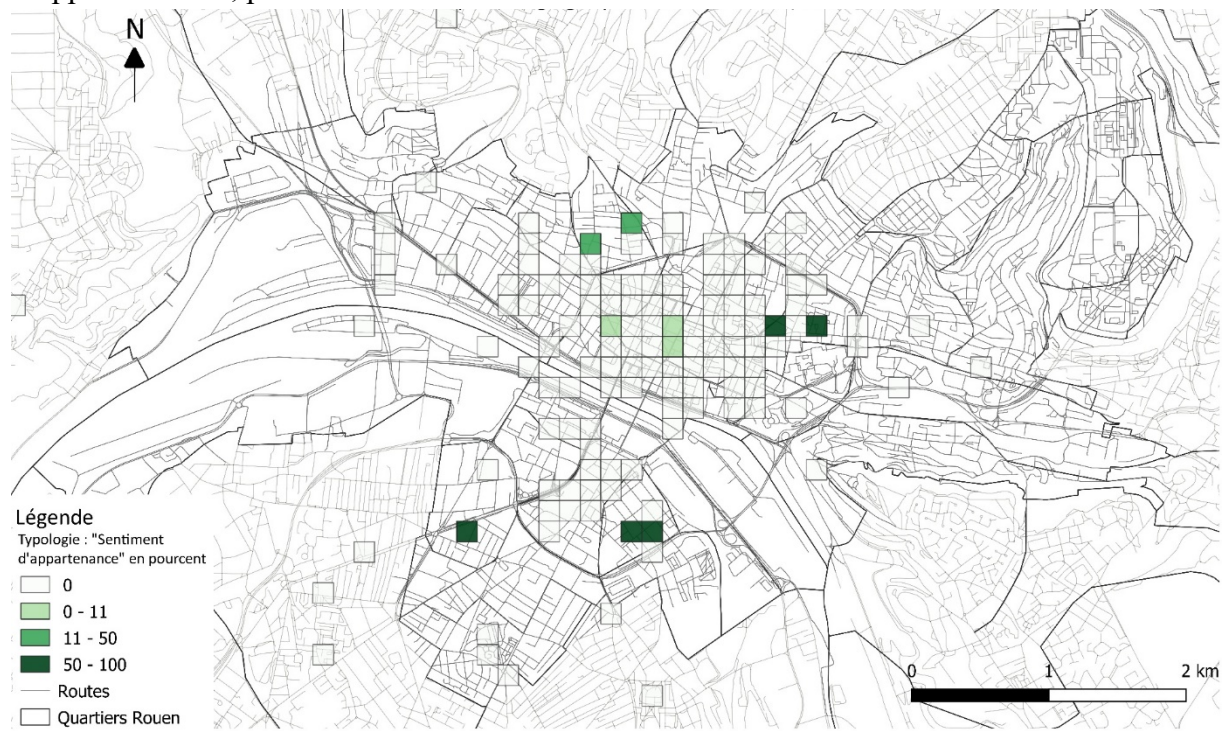 N
Légende
Typologie : "Sentiment
d'appartenance" en pourcent
0
0 - 11
11 - 50
50 - 100
Routes
Quartiers Rouen
0 1 2 km